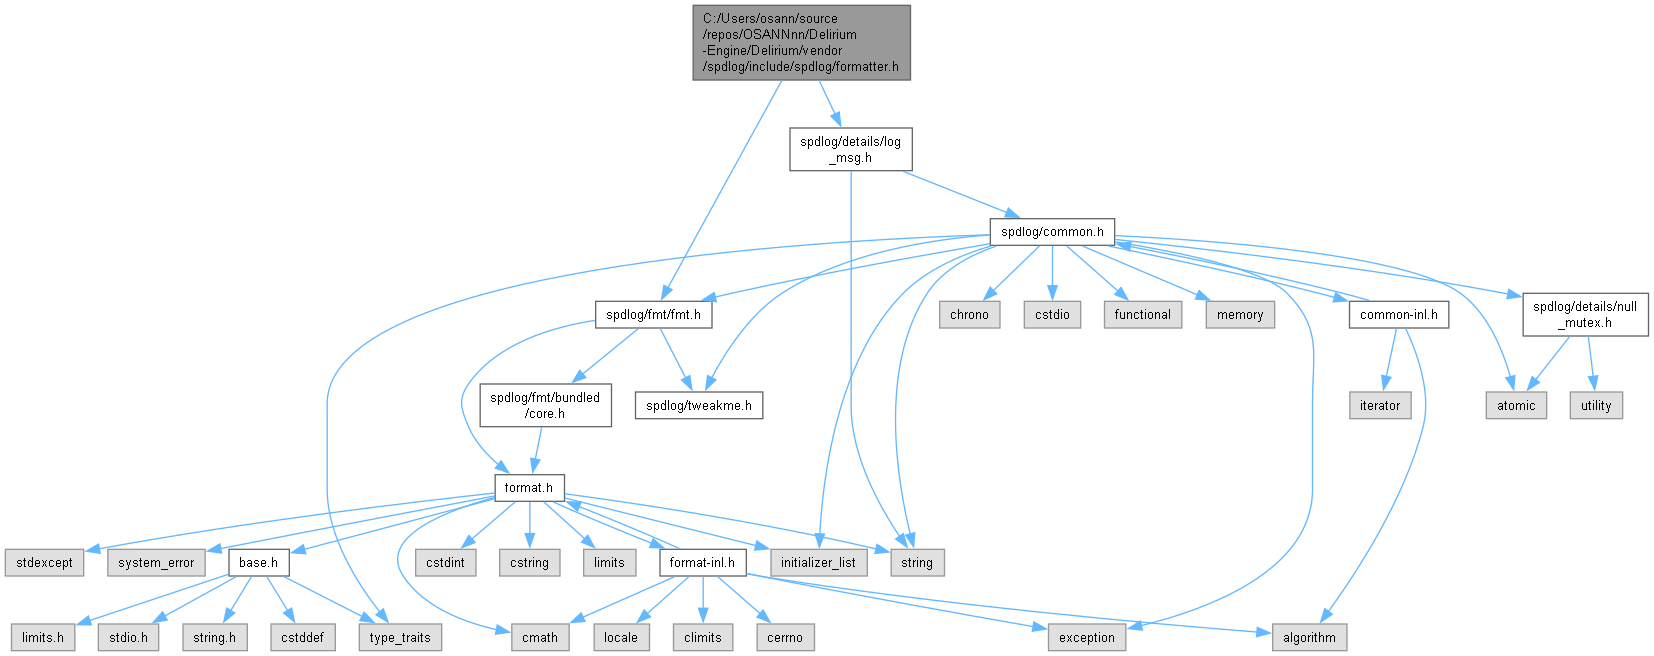 C:/Users/osann/source
/repos/OSANNnn/Delirium
-Engine/Delirium/vendor
/spdlog/include/spdlog/formatter.h
spdlog/details/log
_msg.h
spdlog/common.h
spdlog/fmt/fmt.h
chrono
cstdio
functional
memory
common-inl.h
spdlog/details/null
_mutex.h
spdlog/fmt/bundled
/core.h
spdlog/tweakme.h
iterator
atomic
utility
format.h
stdexcept
system_error
base.h
cstdint
cstring
limits
format-inl.h
initializer_list
string
limits.h
stdio.h
string.h
cstddef
type_traits
cmath
locale
climits
cerrno
exception
algorithm